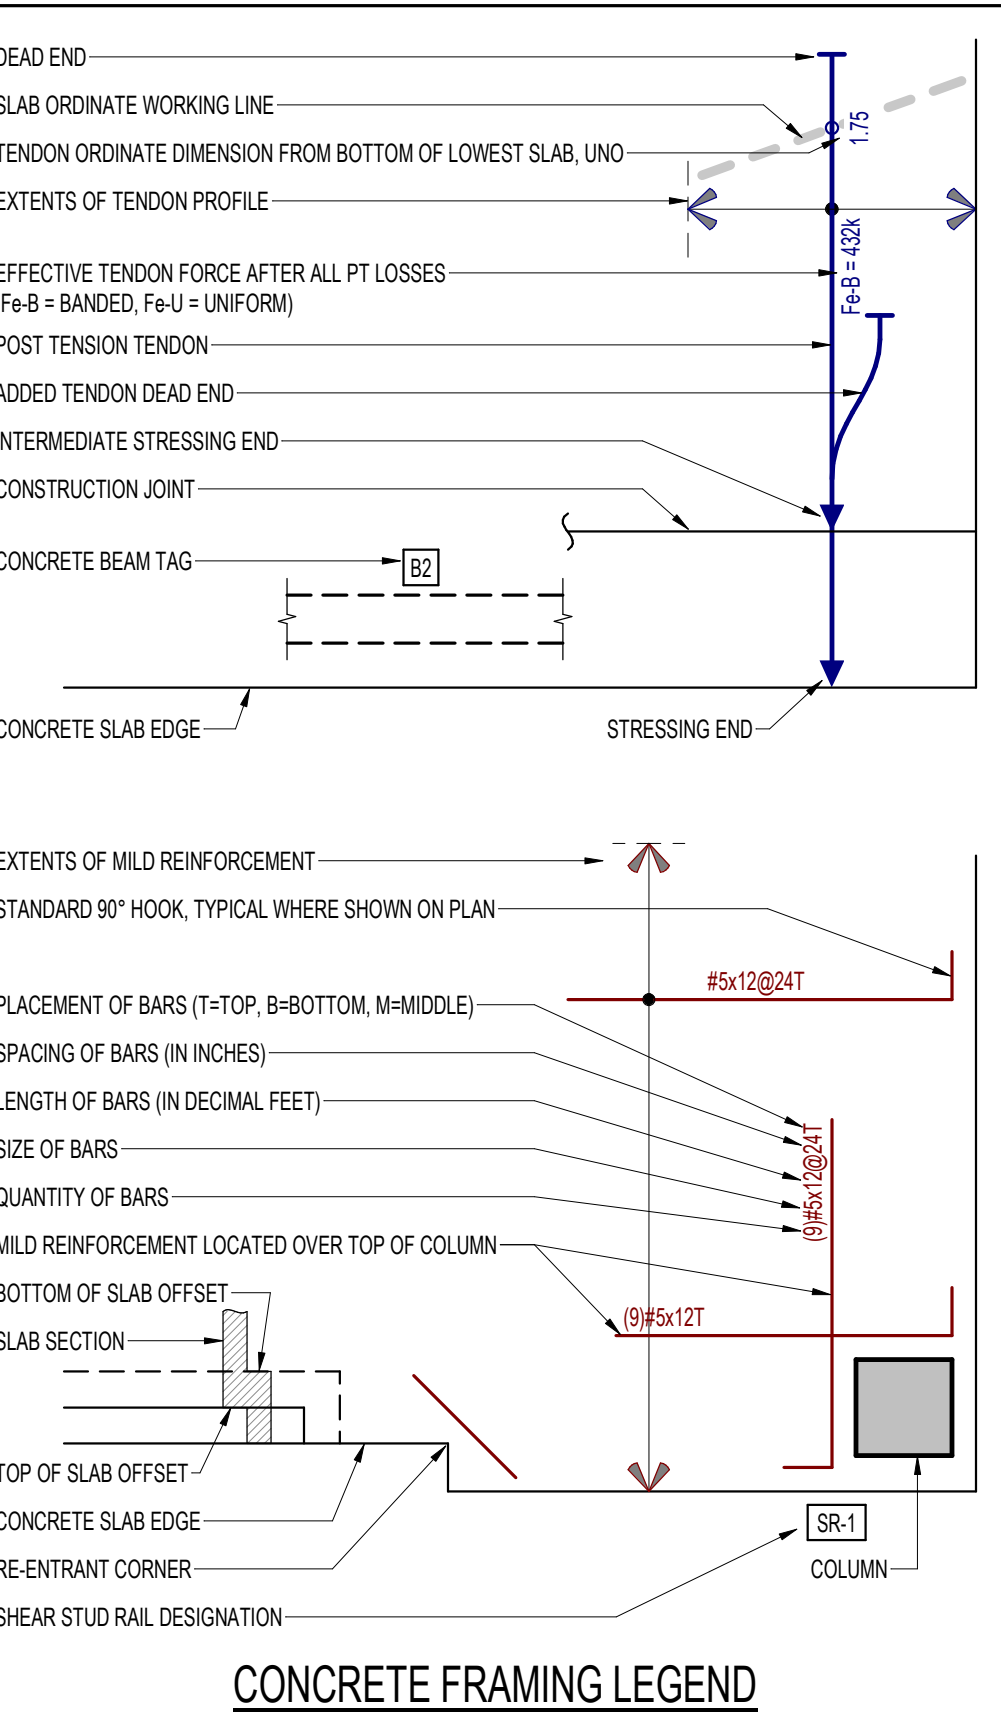 DEAD END
SLAB ORDINATE WORKING LINE
1.75
TENDON ORDINATE DIMENSION FROM BOTTOM OF LOWEST SLAB, UNO
EXTENTS OF TENDON PROFILE
EFFECTIVE TENDON FORCE AFTER ALL PT LOSSES
(Fe-B = BANDED, Fe-U = UNIFORM)
Fe-B = 432k
POST TENSION TENDON
ADDED TENDON DEAD END
INTERMEDIATE STRESSING END
CONSTRUCTION JOINT
CONCRETE BEAM TAG
B2
CONCRETE SLAB EDGE
STRESSING END
EXTENTS OF MILD REINFORCEMENT
STANDARD 90° HOOK, TYPICAL WHERE SHOWN ON PLAN
#5x12@24T
PLACEMENT OF BARS (T=TOP, B=BOTTOM, M=MIDDLE)
SPACING OF BARS (IN INCHES)
LENGTH OF BARS (IN DECIMAL FEET)
SIZE OF BARS
QUANTITY OF BARS
(9)#5x12@24T
MILD REINFORCEMENT LOCATED OVER TOP OF COLUMN
BOTTOM OF SLAB OFFSET
(9)#5x12T
SLAB SECTION
TOP OF SLAB OFFSET
CONCRETE SLAB EDGE
SR-1
RE-ENTRANT CORNER
COLUMN
SHEAR STUD RAIL DESIGNATION
CONCRETE FRAMING LEGEND